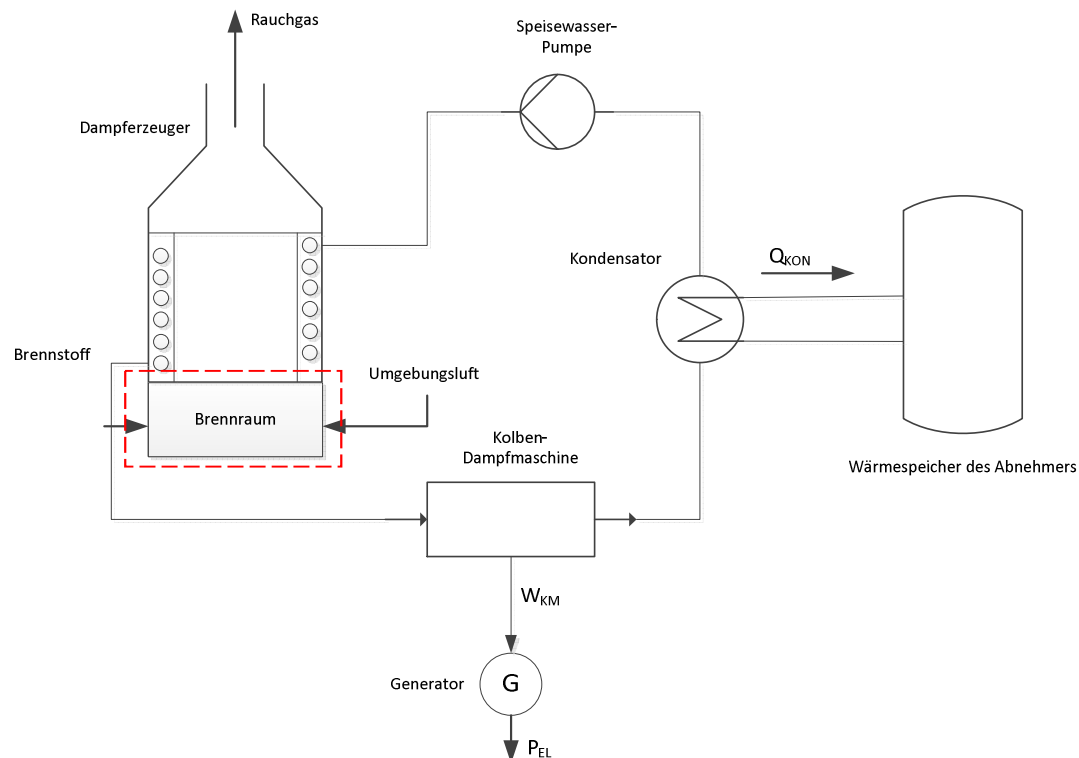 Rauchgas
Speisewasser-
Pumpe
Dampferzeuger
Kondensator
QKON
Brennstoff
Umgebungsluft
Brennraum
Kolben-
Dampfmaschine
Wärmespeicher des Abnehmers
WKM
Generator
G
PEL